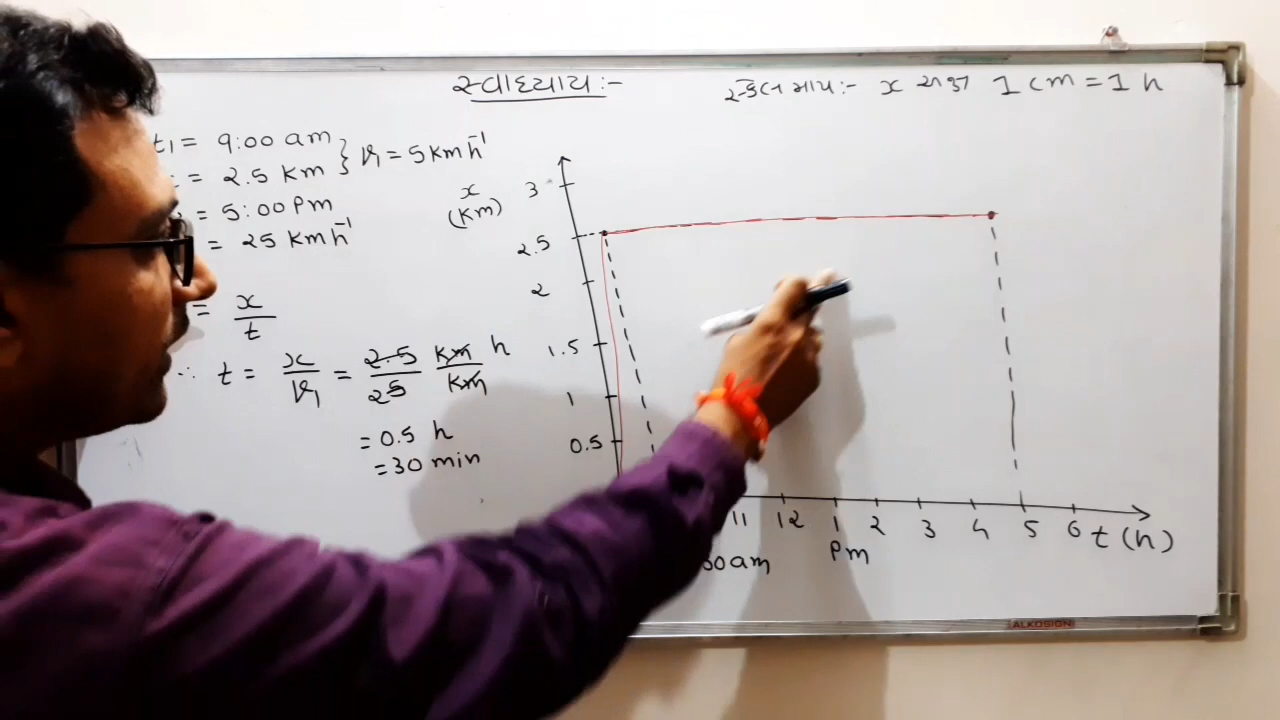 સ્વાધ્યાય :-
x 1 cm = 1 h
t1 = 9:00 am
= 2.5 Km
} v1 = 5 Km h⁻¹
= 5:00 Pm
= 25 Km h⁻¹
= x/t
∴ t = x/v1 = 2.5/25 Km/Km h
= 0.5 h
= 30 min
x
(Km)
3
2.5
2
1.5
1
0.5
11 12 1 2 3 4 5 6 t (h)
00am Pm
ALKOSIGN